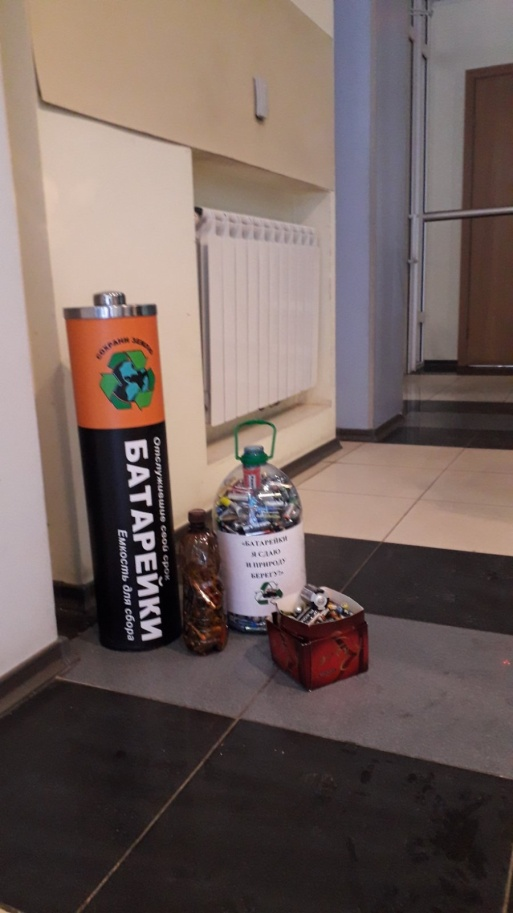 СОХРАНИ ЗЕМЛЮ
Отслужившие свой срок
БАТАРЕЙКИ
Емкость для сбора
«БАТАРЕЙКИ
Я СДАЮ
И ПРИРОДУ
БЕРЕГУ!»